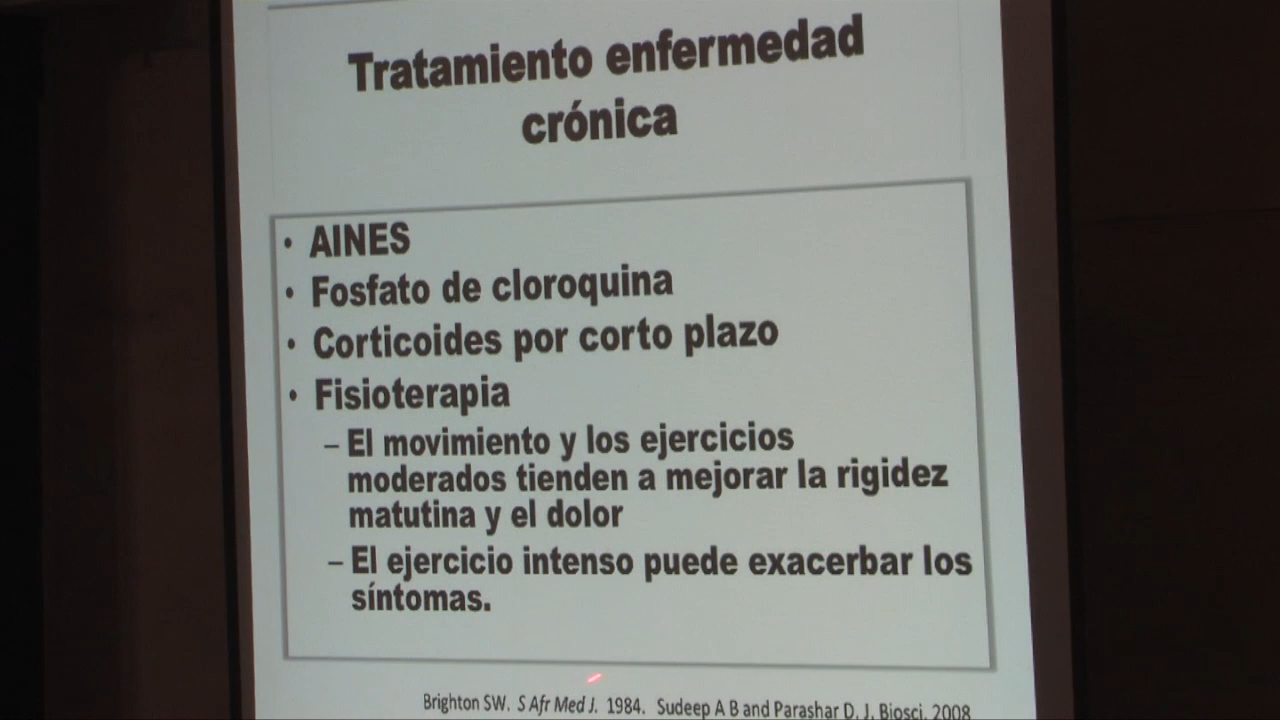 Tratamiento enfermedad
crónica
• AINES
• Fosfato de cloroquina
• Corticoides por corto plazo
• Fisioterapia
– El movimiento y los ejercicios
moderados tienden a mejorar la rigidez
matutina y el dolor
– El ejercicio intenso puede exacerbar los
síntomas.
Brighton SW. S Afr Med J. 1984. Sudeep A B and Parashar D. J. Biosci. 2008